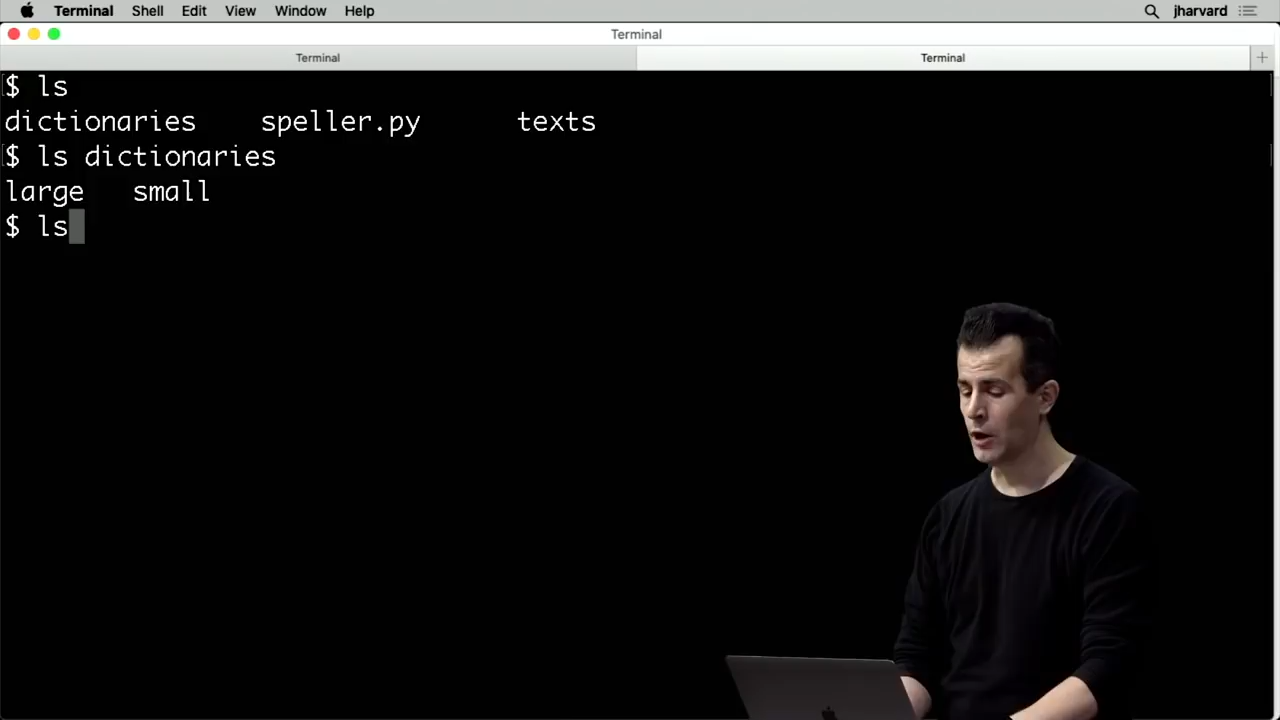 Terminal Shell Edit View Window Help jharvard
Terminal
Terminal Terminal +
$ ls
dictionaries speller.py texts
$ ls dictionaries
large small
$ ls